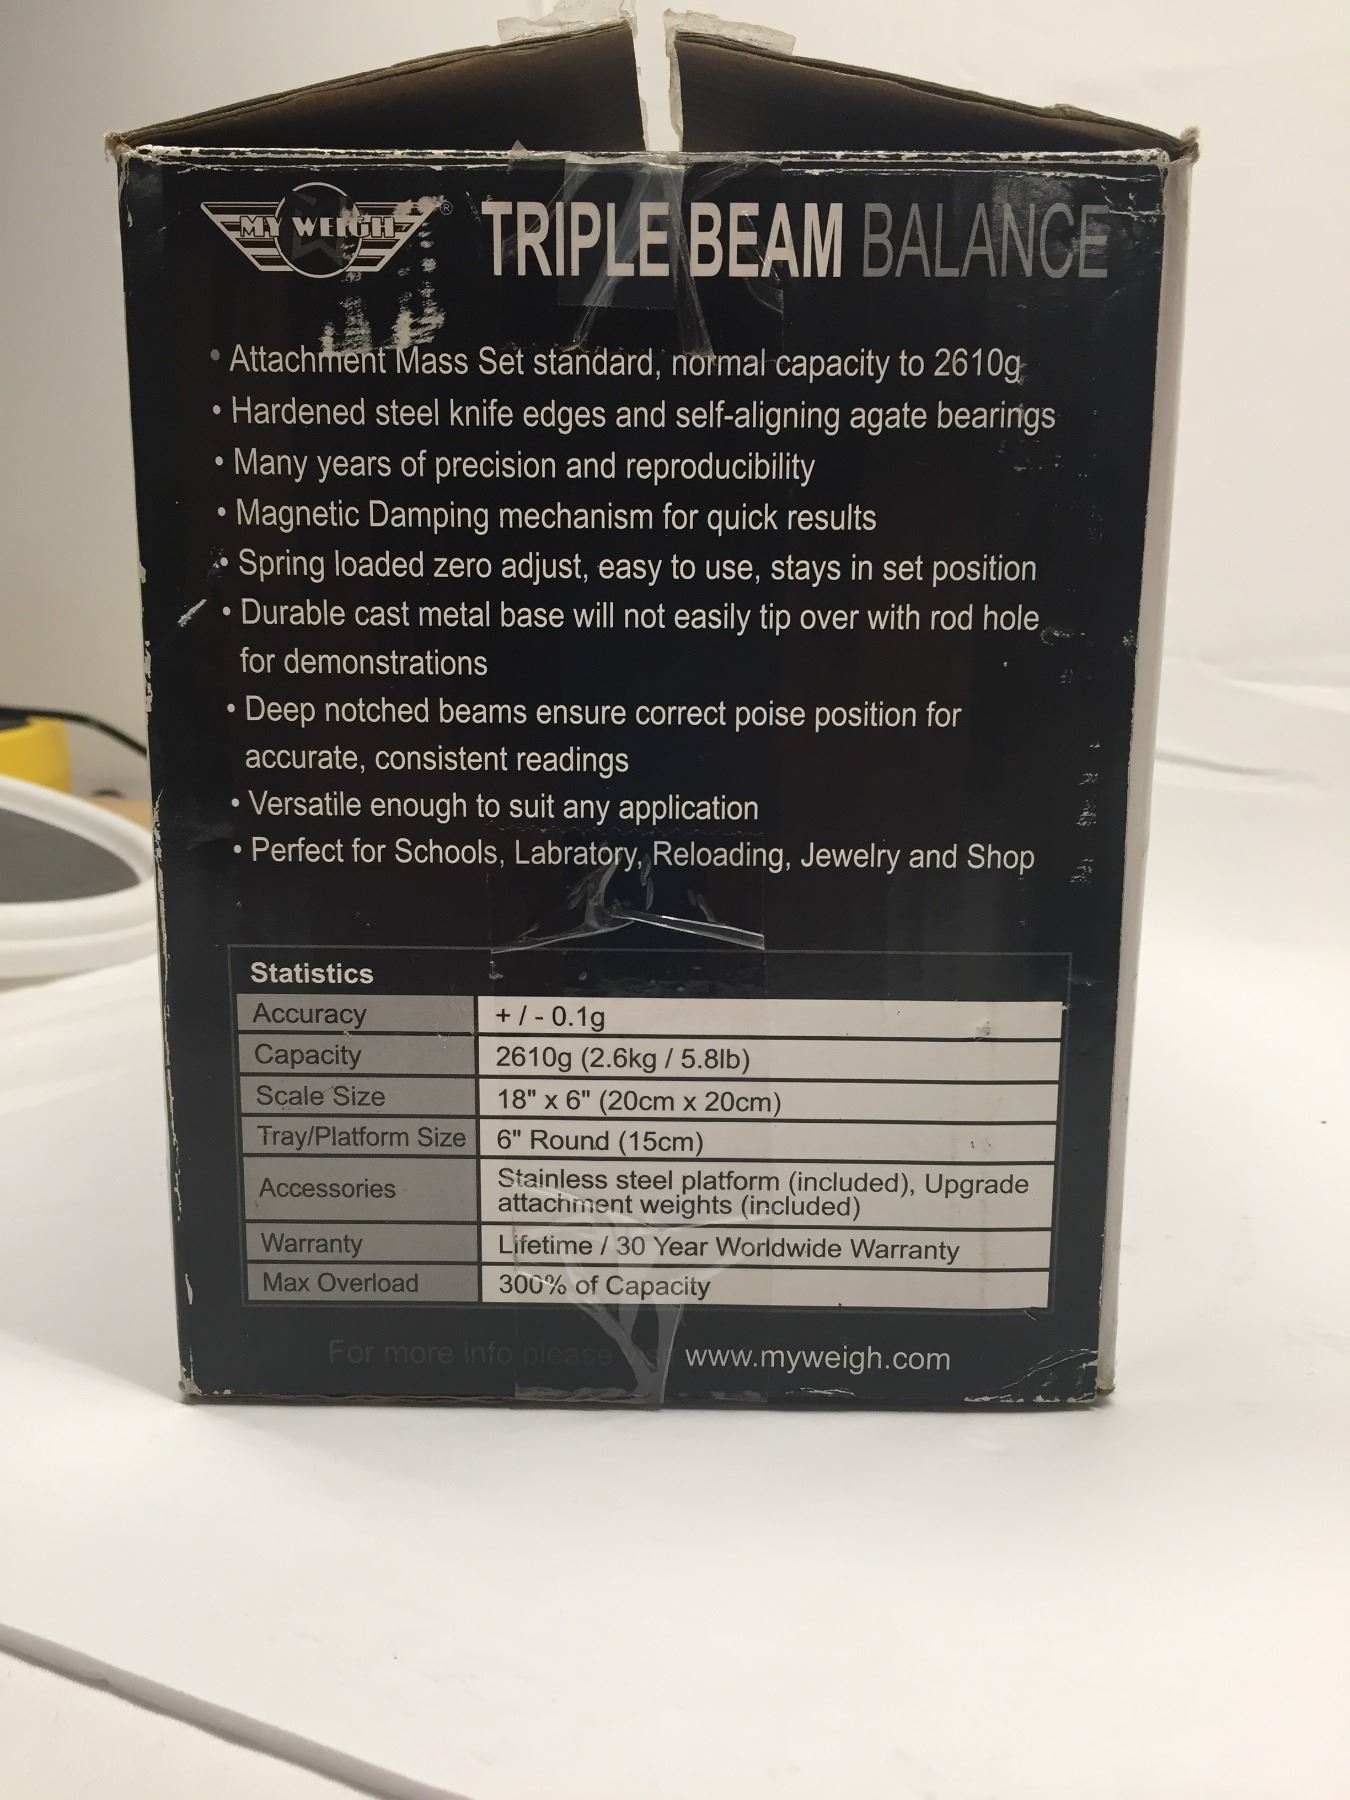 MY WEIGH ®
TRIPLE BEAM BALANCE
• Attachment Mass Set standard, normal capacity to 2610g
• Hardened steel knife edges and self-aligning agate bearings
• Many years of precision and reproducibility
• Magnetic Damping mechanism for quick results
• Spring loaded zero adjust, easy to use, stays in set position
• Durable cast metal base will not easily tip over with rod hole
for demonstrations
• Deep notched beams ensure correct poise position for
accurate, consistent readings
• Versatile enough to suit any application
• Perfect for Schools, Labratory, Reloading, Jewelry and Shop
Statistics
Accuracy + / - 0.1g
Capacity 2610g (2.6kg / 5.8lb)
Scale Size 18" x 6" (20cm x 20cm)
Tray/Platform Size 6" Round (15cm)
Accessories Stainless steel platform (included), Upgrade
attachment weights (included)
Warranty Lifetime / 30 Year Worldwide Warranty
Max Overload 300% of Capacity
For more info please www.myweigh.com